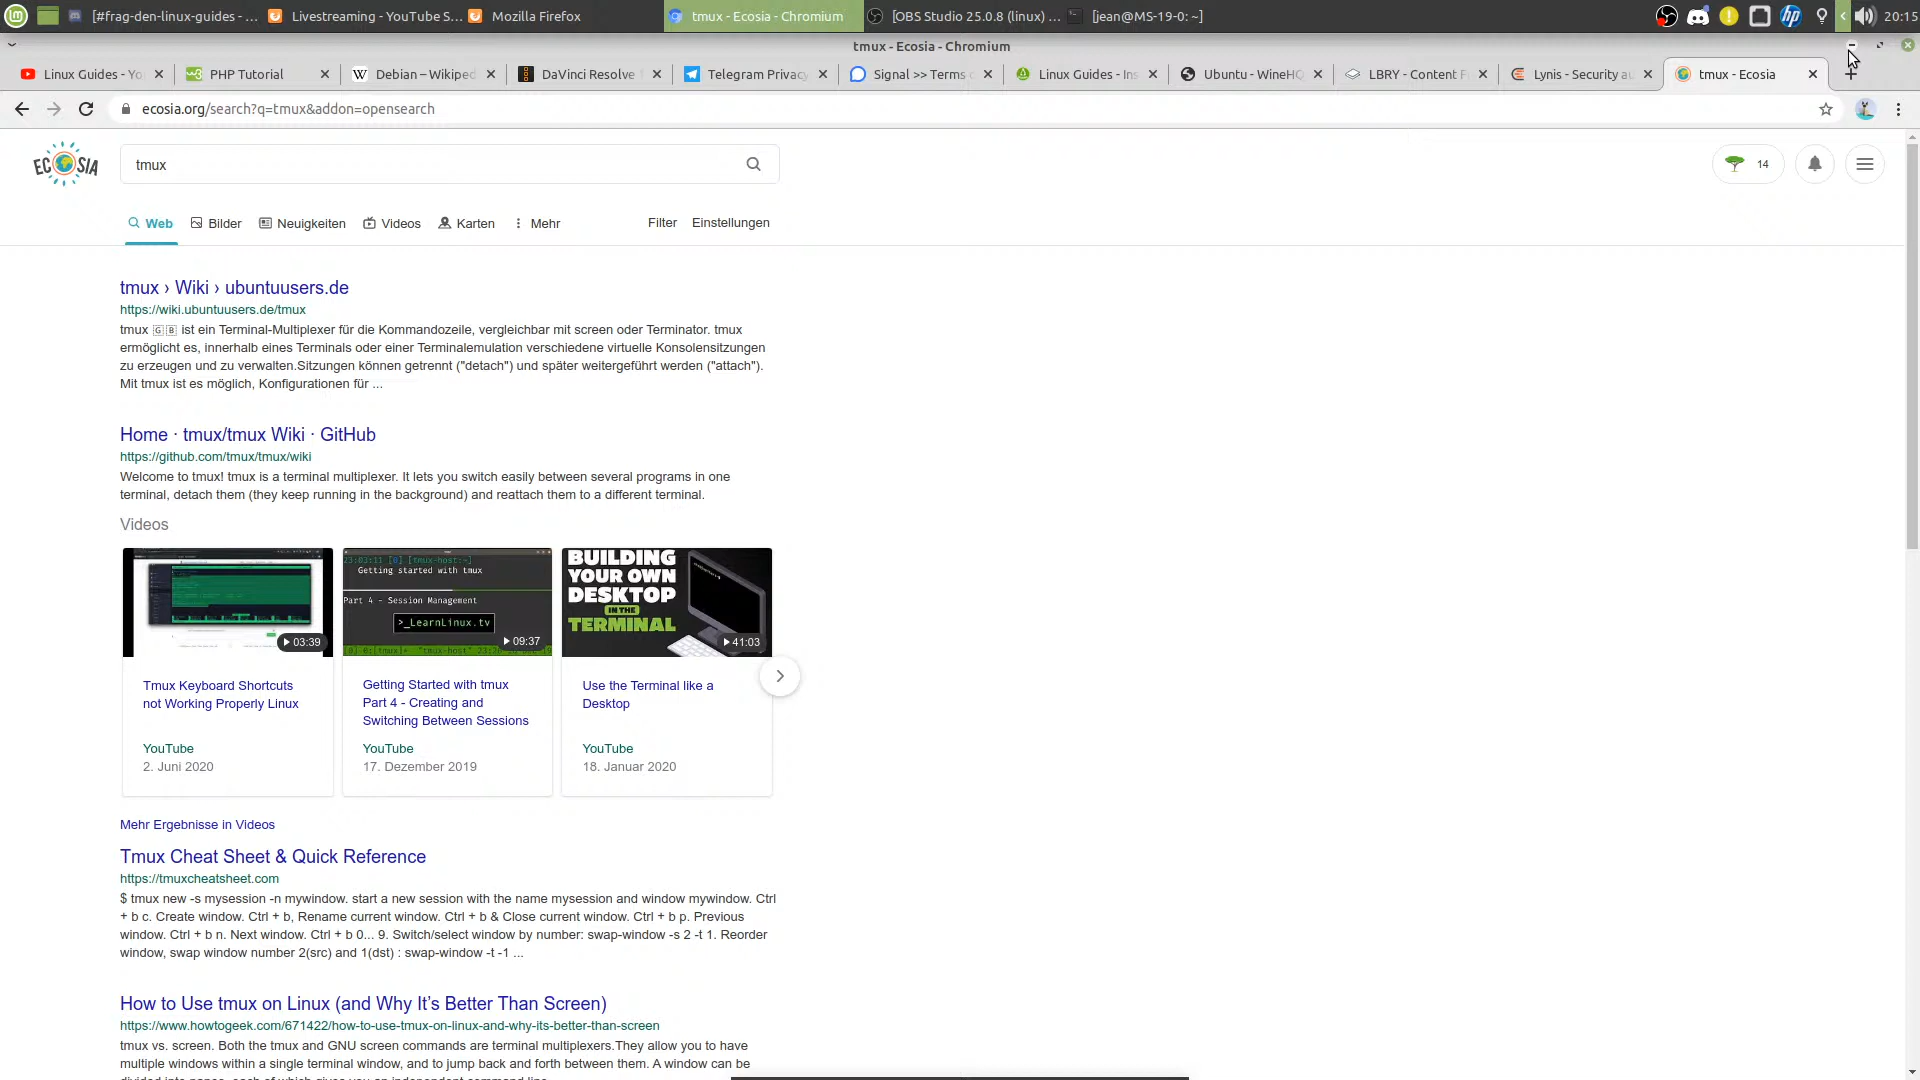 [#frag-den-linux-guides - ...
Livestreaming - YouTube S...
Mozilla Firefox
tmux - Ecosia - Chromium
[OBS Studio 25.0.8 (linux) ...
[jean@MS-19-0: ~]
hp
20:15
tmux - Ecosia - Chromium
Linux Guides - Yo
PHP Tutorial
Debian – Wikiped
DaVinci Resolve
Telegram Privacy
Signal >> Terms o
Linux Guides - Ins
Ubuntu - WineHQ
LBRY - Content F
Lynis - Security au
tmux - Ecosia
ecosia.org/search?q=tmux&addon=opensearch
ECOSIA
tmux
14
Web
Bilder
Neuigkeiten
Videos
Karten
Mehr
Filter
Einstellungen
tmux › Wiki › ubuntuusers.de
https://wiki.ubuntuusers.de/tmux
tmux 🇬🇧 ist ein Terminal-Multiplexer für die Kommandozeile, vergleichbar mit screen oder Terminator. tmux
ermöglicht es, innerhalb eines Terminals oder einer Terminalemulation verschiedene virtuelle Konsolensitzungen
zu erzeugen und zu verwalten.Sitzungen können getrennt ("detach") und später weitergeführt werden ("attach").
Mit tmux ist es möglich, Konfigurationen für ...
Home · tmux/tmux Wiki · GitHub
https://github.com/tmux/tmux/wiki
Welcome to tmux! tmux is a terminal multiplexer. It lets you switch easily between several programs in one
terminal, detach them (they keep running in the background) and reattach them to a different terminal.
Videos
03:39
Tmux Keyboard Shortcuts
not Working Properly Linux
YouTube
2. Juni 2020
23:03:11 [0] [tmux-host:~]
Getting started with tmux
Part 4 - Session Management
>_LearnLinux.tv
09:37
Getting Started with tmux
Part 4 - Creating and
Switching Between Sessions
YouTube
17. Dezember 2019
BUILDING
YOUR OWN
DESKTOP
IN THE
TERMINAL
41:03
Use the Terminal like a
Desktop
YouTube
18. Januar 2020
Mehr Ergebnisse in Videos
Tmux Cheat Sheet & Quick Reference
https://tmuxcheatsheet.com
$ tmux new -s mysession -n mywindow. start a new session with the name mysession and window mywindow. Ctrl
+ b c. Create window. Ctrl + b, Rename current window. Ctrl + b & Close current window. Ctrl + b p. Previous
window. Ctrl + b n. Next window. Ctrl + b 0... 9. Switch/select window by number: swap-window -s 2 -t 1. Reorder
window, swap window number 2(src) and 1(dst) : swap-window -t -1 ...
How to Use tmux on Linux (and Why It’s Better Than Screen)
https://www.howtogeek.com/671422/how-to-use-tmux-on-linux-and-why-its-better-than-screen
tmux vs. screen. Both the tmux and GNU screen commands are terminal multiplexers.They allow you to have
multiple windows within a single terminal window, and to jump back and forth between them. A window can be